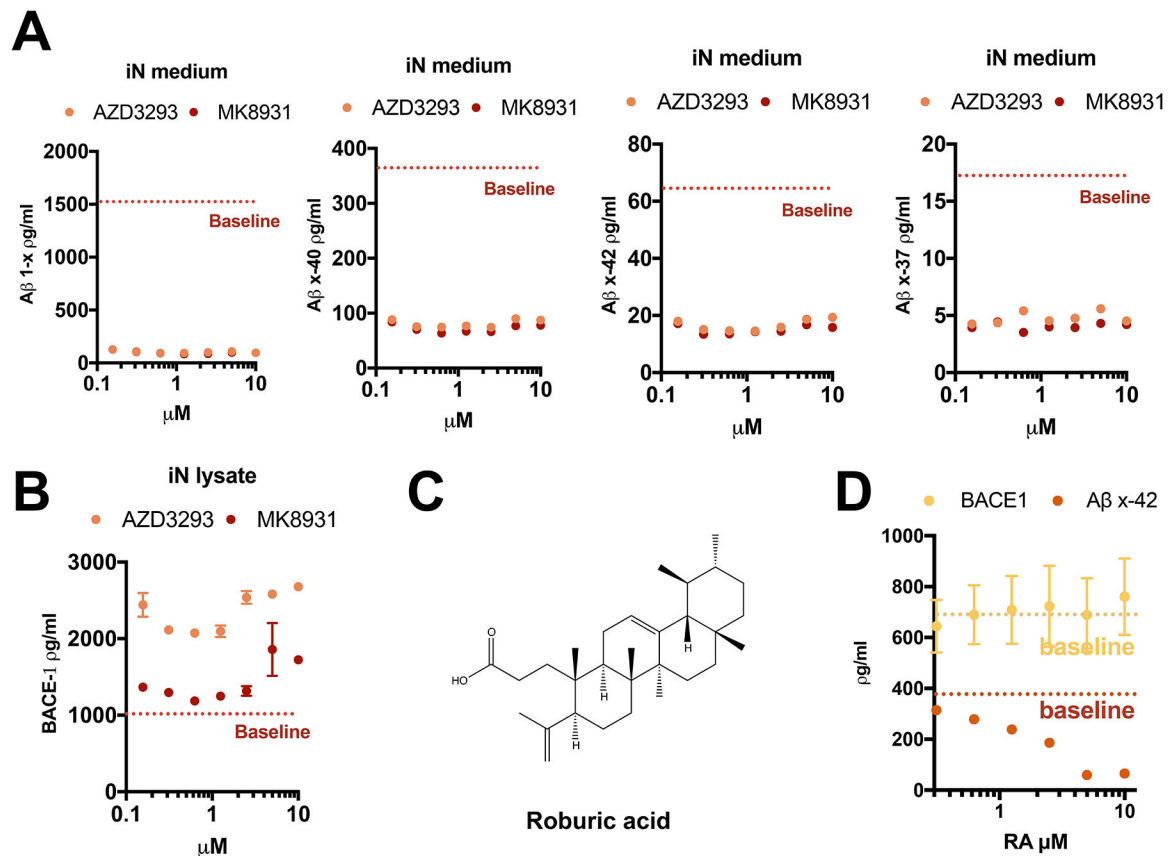 A
iN medium
AZD3293 MK8931
2000
1500
1000
500
0
Baseline
Aβ 1-x ρg/ml
0.1 1 10
μM
iN medium
AZD3293 MK8931
400
300
200
100
0
Baseline
Aβ x-40 ρg/ml
0.1 1 10
μM
iN medium
AZD3293 MK8931
80
60
40
20
0
Baseline
Aβ x-42 ρg/ml
0.1 1 10
μM
iN medium
AZD3293 MK8931
20
15
10
5
0
Baseline
Aβ x-37 ρg/ml
0.1 1 10
μM
B
iN lysate
AZD3293 MK8931
3000
2000
1000
0
Baseline
BACE-1 ρg/ml
0.1 1 10
μM
C
O
HO
H
H
H
Roburic acid
D
BACE1 Aβ x-42
1000
800
600
400
200
0
baseline
baseline
ρg/ml
1 10
RA μM